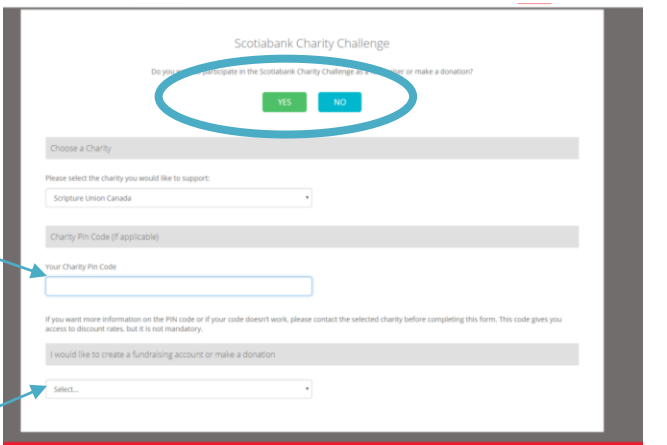 Scotiabank Charity Challenge
Do you participate in the Scotiabank Charity Challenge as a or make a donation?
YES NO
Choose a Charity
Please select the charity you would like to support:
Scripture Union Canada
Charity Pin Code (if applicable)
Your Charity Pin Code
If you want more information on the PIN code or if your code doesn't work, please contact the selected charity before completing this form. This code gives you
access to discount rates, but it is not mandatory.
I would like to create a fundraising account or make a donation
Select...